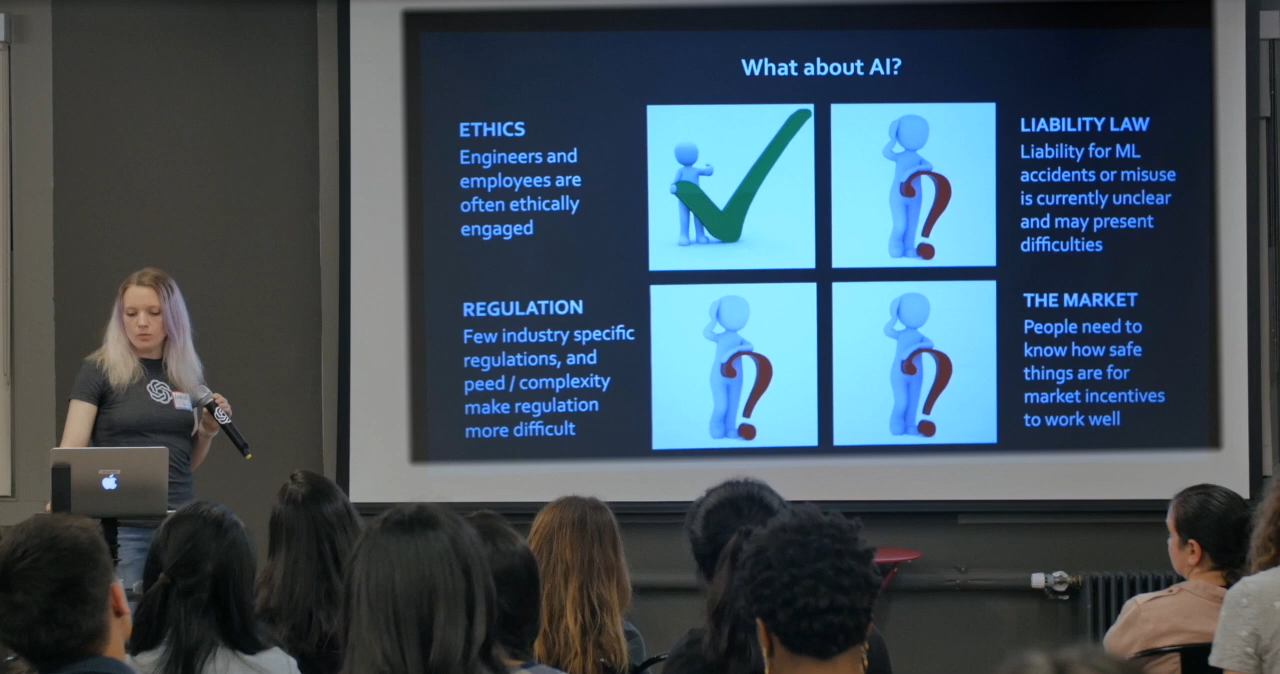 What about AI?
ETHICS
Engineers and
employees are
often ethically
engaged
LIABILITY LAW
Liability for ML
accidents or misuse
is currently unclear
and may present
difficulties
REGULATION
Few industry specific
regulations, and
peed / complexity
make regulation
more difficult
THE MARKET
People need to
know how safe
things are for
market incentives
to work well